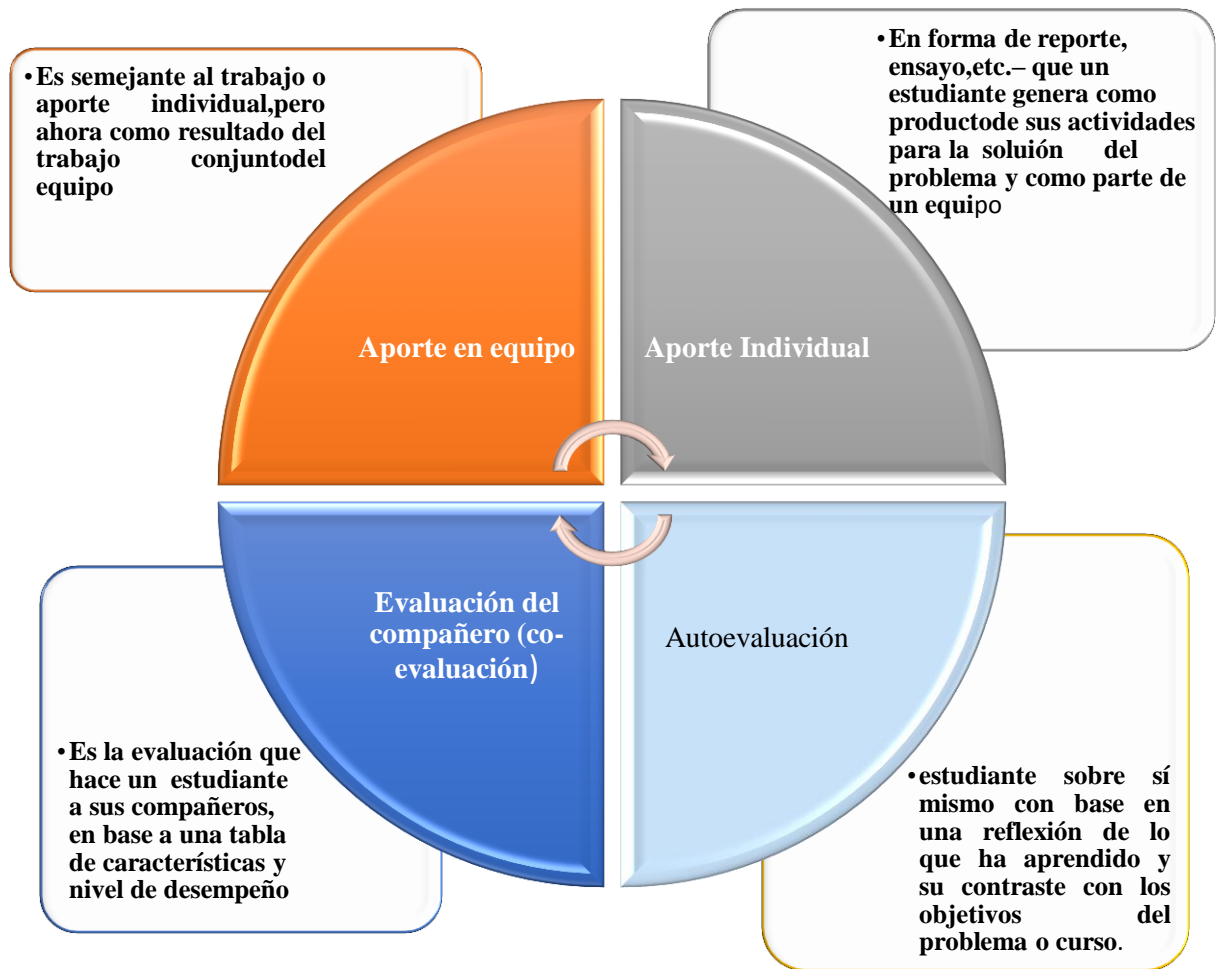 •Es semejante al trabajo o
aporte individual,pero
ahora como resultado del
trabajo conjuntodel
equipo
•En forma de reporte,
ensayo,etc.– que un
estudiante genera como
productode sus actividades
para la soluión del
problema y como parte de
un equipo
Aporte en equipo
Aporte Individual
Evaluación del
compañero (co-
evaluación)
Autoevaluación
•Es la evaluación que
hace un estudiante
a sus compañeros,
en base a una tabla
de característicasy
nivel de desempeño
•estudiante sobre sí
mismo con base en
una reflexión de lo
que ha aprendido y
su contraste con los
objetivos del
problema o curso.